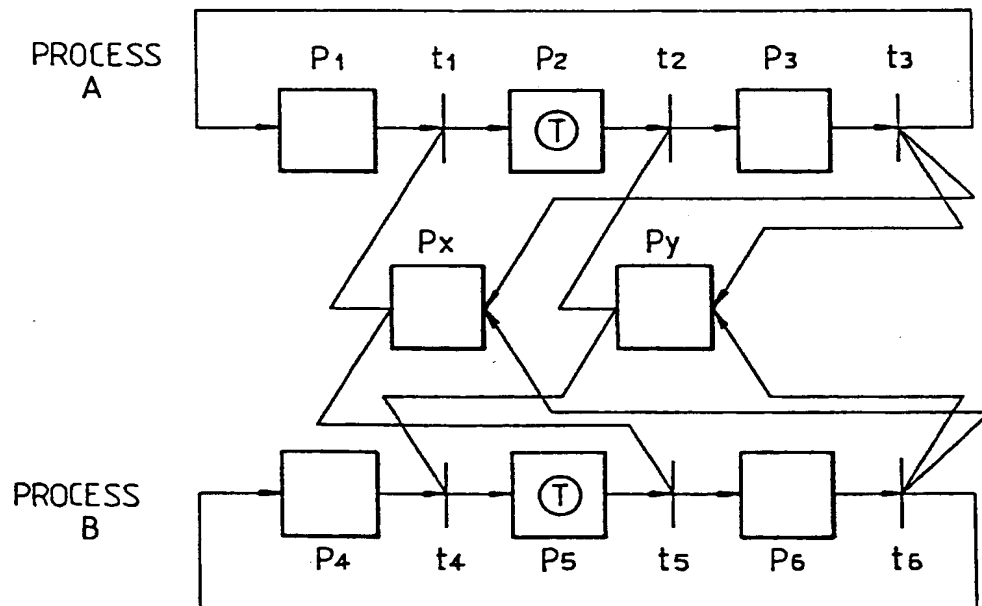 PROCESS A
P1 t1 P2 t2 P3 t3
T
Px Py
PROCESS B
T
P4 t4 P5 t5 P6 t6